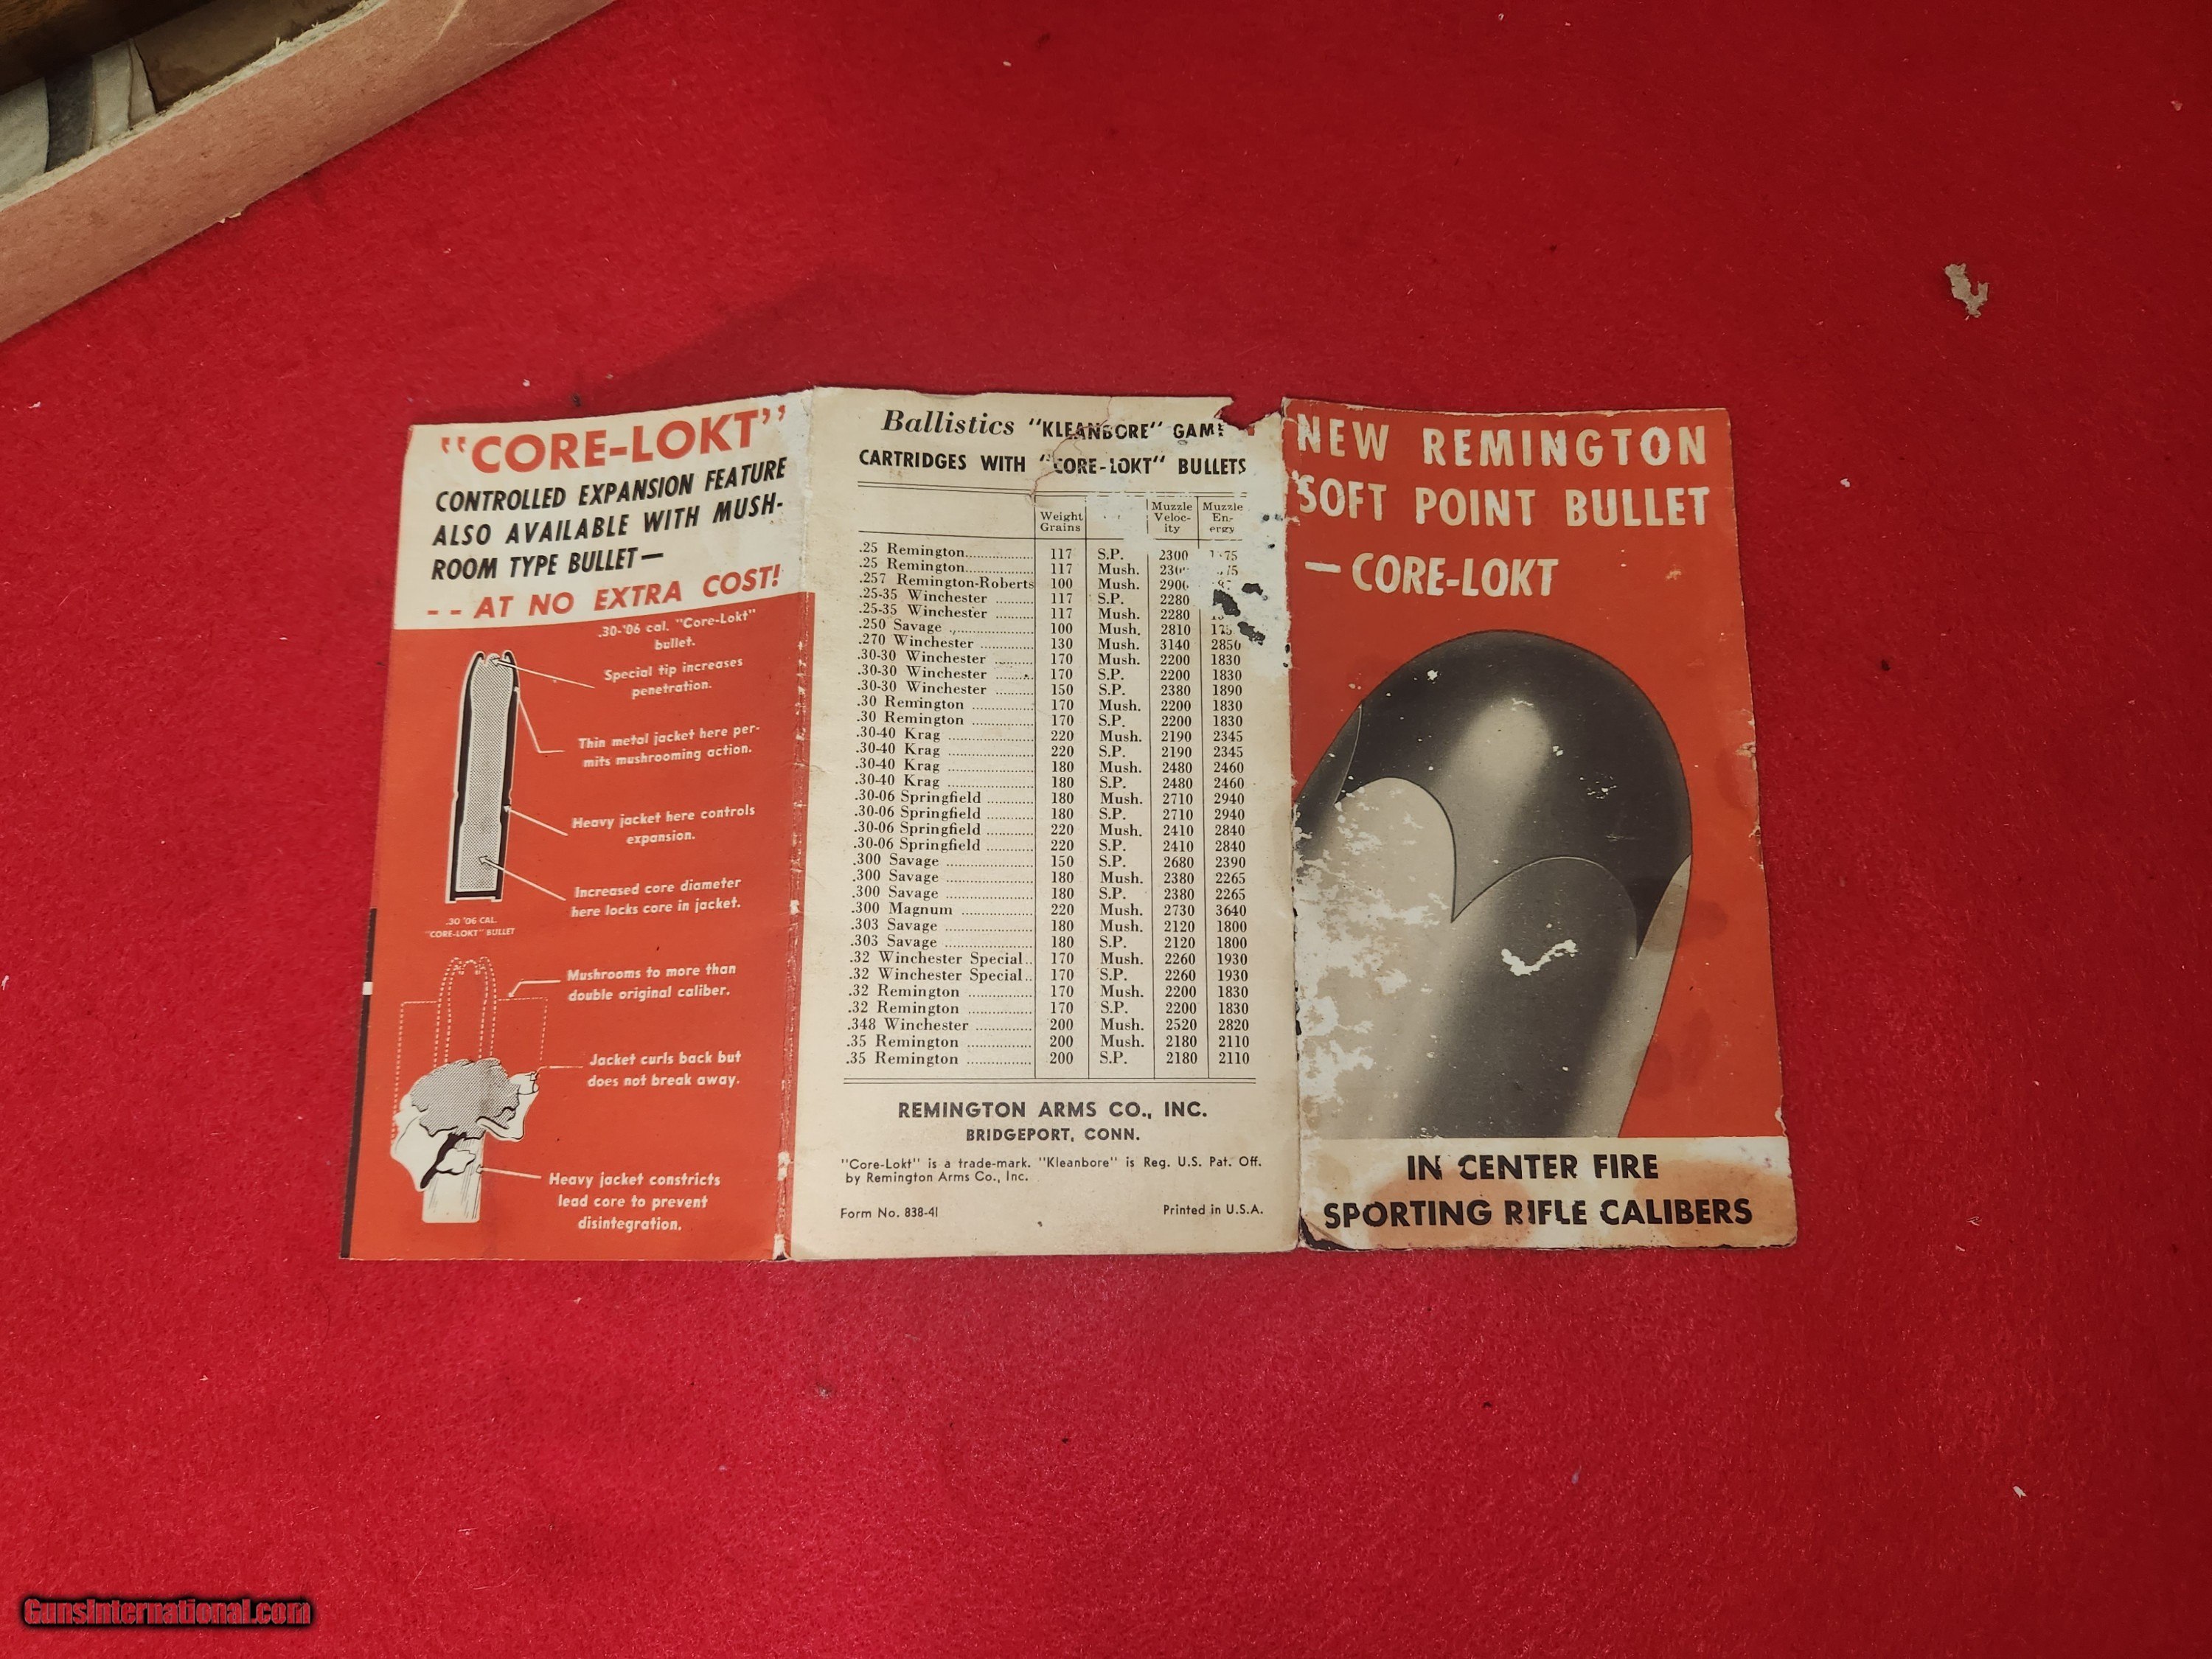 "CORE-LOKT"
CONTROLLED EXPANSION FEATURE
ALSO AVAILABLE WITH MUSH-
ROOM TYPE BULLET—
-- AT NO EXTRA COST!
.30-'06 cal. "Core-Lokt"
bullet.
Special tip increases
penetration.
Thin metal jacket here per-
mits mushrooming action.
Heavy jacket here controls
expansion.
Increased core diameter
here locks core in jacket.
.30 '06 CAL.
"CORE-LOKT" BULLET
Mushrooms to more than
double original caliber.
Jacket curls back but
does not break away.
Heavy jacket constricts
lead core to prevent
disintegration.
Ballistics "KLEANBORE" GAME
CARTRIDGES WITH "CORE-LOKT" BULLETS
Weight Grains Muzzle Veloc- ity Muzzle En- ergy
.25 Remington 117 S.P. 2300
.25 Remington 117 Mush.
.257 Remington-Roberts 100 Mush. 2900
.25-35 Winchester 117 S.P. 2280
.25-35 Winchester 117 Mush. 2280
.250 Savage 100 Mush. 2810
.270 Winchester 130 Mush. 3140 2850
.30-30 Winchester 170 Mush. 2200 1830
.30-30 Winchester 170 S.P. 2200 1830
.30-30 Winchester 150 S.P. 2380 1890
.30 Remington 170 Mush. 2200 1830
.30 Remington 170 S.P. 2200 1830
.30-40 Krag 220 Mush. 2190 2345
.30-40 Krag 220 S.P. 2190 2345
.30-40 Krag 180 Mush. 2480 2460
.30-40 Krag 180 S.P. 2480 2460
.30-06 Springfield 180 Mush. 2710 2940
.30-06 Springfield 180 S.P. 2710 2940
.30-06 Springfield 220 Mush. 2410 2840
.30-06 Springfield 220 S.P. 2410 2840
.300 Savage 150 S.P. 2680 2390
.300 Savage 180 Mush. 2380 2265
.300 Savage 180 S.P. 2380 2265
.300 Magnum 220 Mush. 2730 3640
.303 Savage 180 Mush. 2120 1800
.303 Savage 180 S.P. 2120 1800
.32 Winchester Special 170 Mush. 2260 1930
.32 Winchester Special 170 S.P. 2260 1930
.32 Remington 170 Mush. 2200 1830
.32 Remington 170 S.P. 2200 1830
.348 Winchester 200 Mush. 2520 2820
.35 Remington 200 Mush. 2180 2110
.35 Remington 200 S.P. 2180 2110
REMINGTON ARMS CO., INC.
BRIDGEPORT, CONN.
"Core-Lokt" is a trade-mark. "Kleanbore" is Reg. U.S. Pat. Off.
by Remington Arms Co., Inc.
Form No. 838-41 Printed in U.S.A.
NEW REMINGTON
SOFT POINT BULLET
— CORE-LOKT
IN CENTER FIRE
SPORTING RIFLE CALIBERS
GunsInternational.com